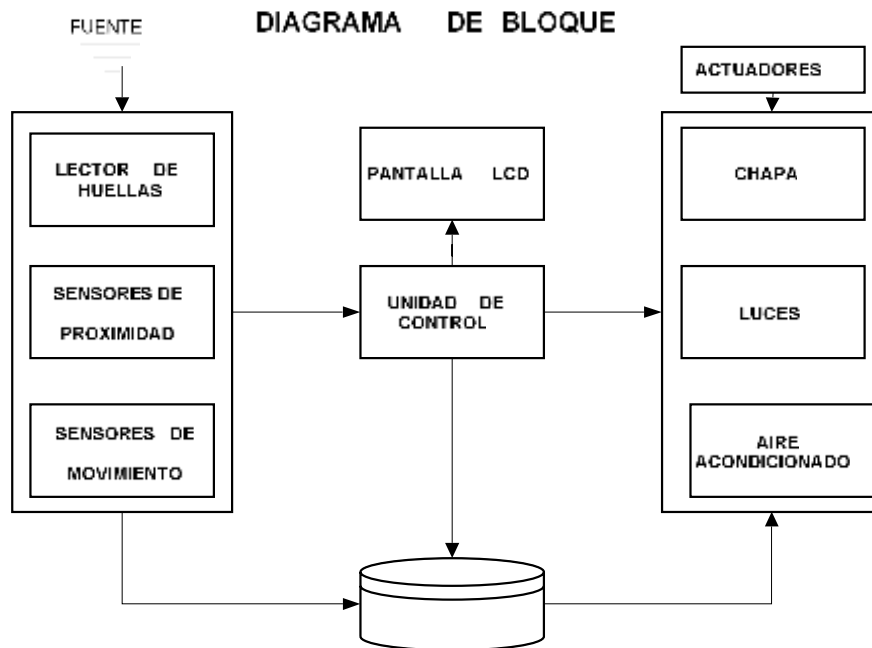 DIAGRAMA DE BLOQUE
FUENTE
LECTOR DE
HUELLAS
SENSORES DE
PROXIMIDAD
SENSORES DE
MOVIMIENTO
PANTALLA LCD
UNIDAD DE
CONTROL
ACTUADORES
CHAPA
LUCES
AIRE
ACONDICIONADO